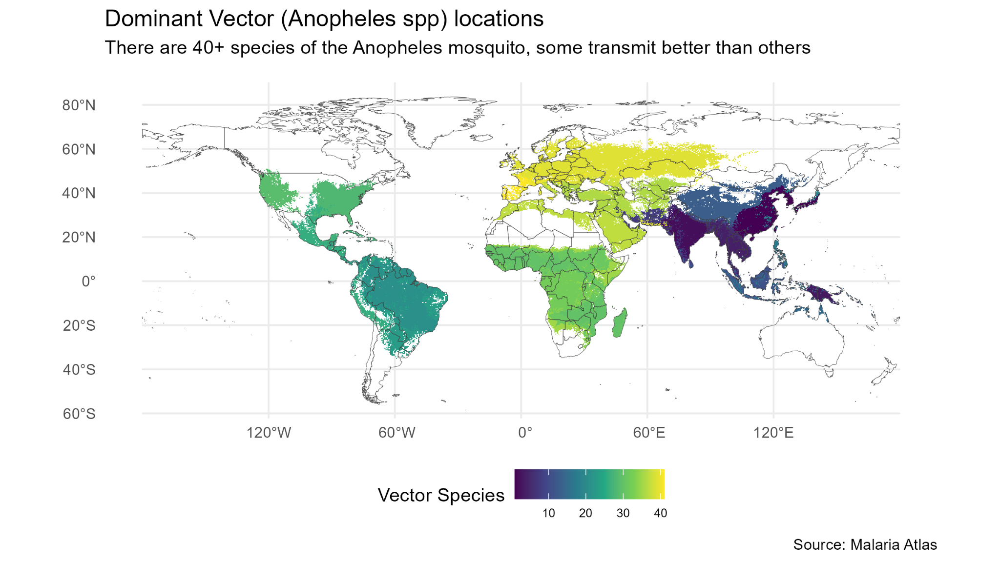 Dominant Vector (Anopheles spp) locations
There are 40+ species of the Anopheles mosquito, some transmit better than others
80°N
60°N
40°N
20°N
0°
20°S
40°S
60°S
120°W 60°W 0° 60°E 120°E
Vector Species
10 20 30 40
Source: Malaria Atlas